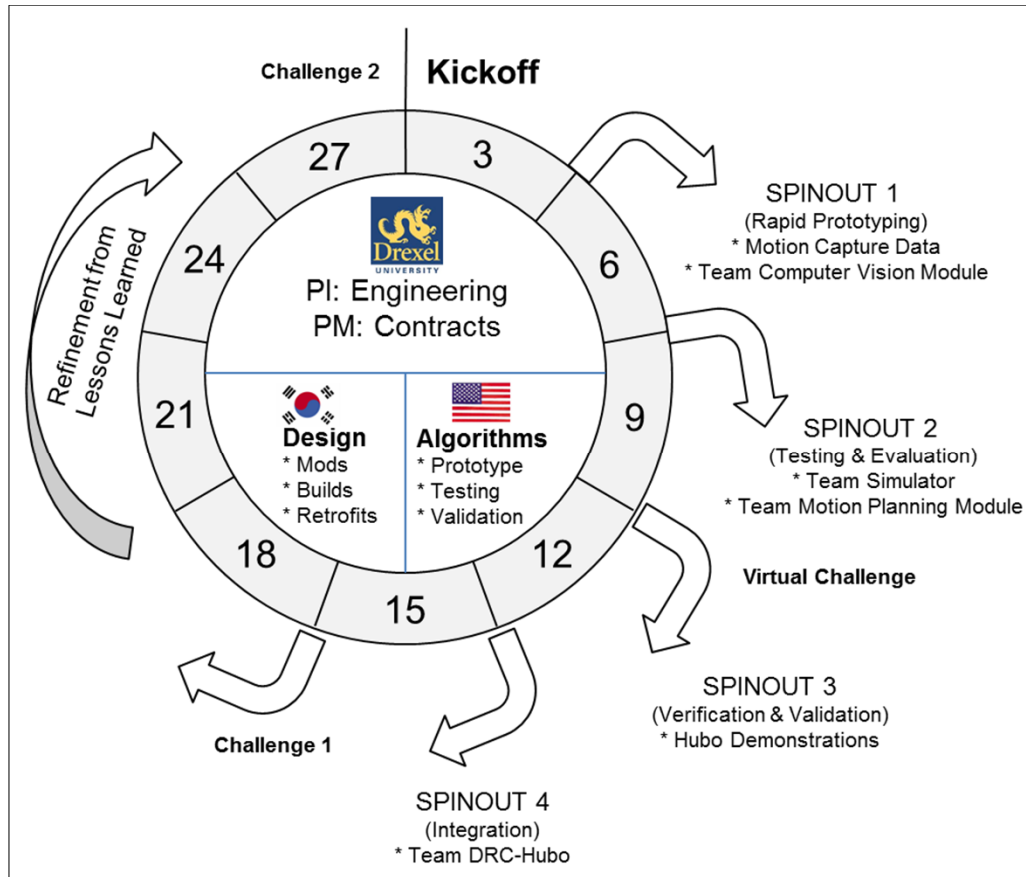 Challenge 2
Kickoff
27
3
24
6
21
9
18
12
15
Drexel
UNIVERSITY
PI: Engineering
PM: Contracts
Design
* Mods
* Builds
* Retrofits
Algorithms
* Prototype
* Testing
* Validation
Refinement from
Lessons Learned
SPINOUT 1
(Rapid Prototyping)
* Motion Capture Data
* Team Computer Vision Module
SPINOUT 2
(Testing & Evaluation)
* Team Simulator
* Team Motion Planning Module
Virtual Challenge
SPINOUT 3
(Verification & Validation)
* Hubo Demonstrations
Challenge 1
SPINOUT 4
(Integration)
* Team DRC-Hubo